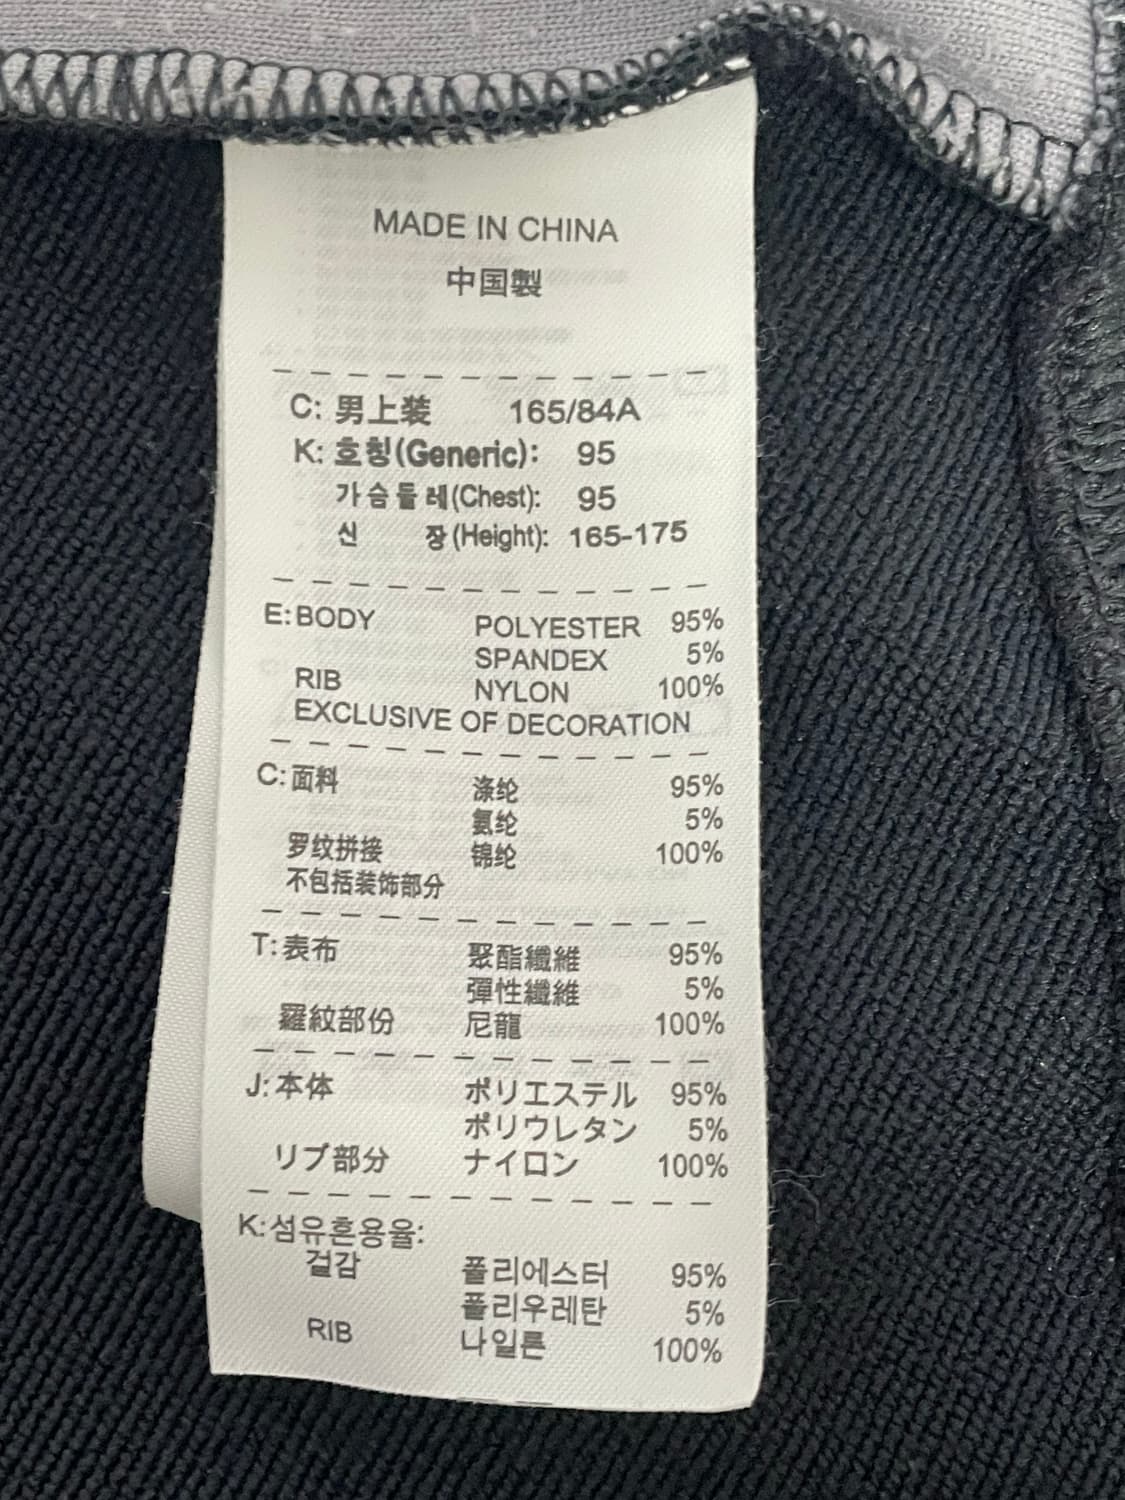 MADE IN CHINA
中国製
C: 男上装 165/84A
K: 호칭(Generic): 95
가슴둘레(Chest): 95
신 장(Height): 165-175
E: BODY POLYESTER 95%
SPANDEX 5%
RIB NYLON 100%
EXCLUSIVE OF DECORATION
C: 面料 涤纶 95%
氨纶 5%
罗纹拼接 锦纶 100%
不包括装饰部分
T: 表布 聚酯纖維 95%
彈性纖維 5%
羅紋部份 尼龍 100%
J: 本体 ポリエステル 95%
ポリウレタン 5%
リブ部分 ナイロン 100%
K: 섬유혼용율:
겉감 폴리에스터 95%
폴리우레탄 5%
RIB 나일론 100%